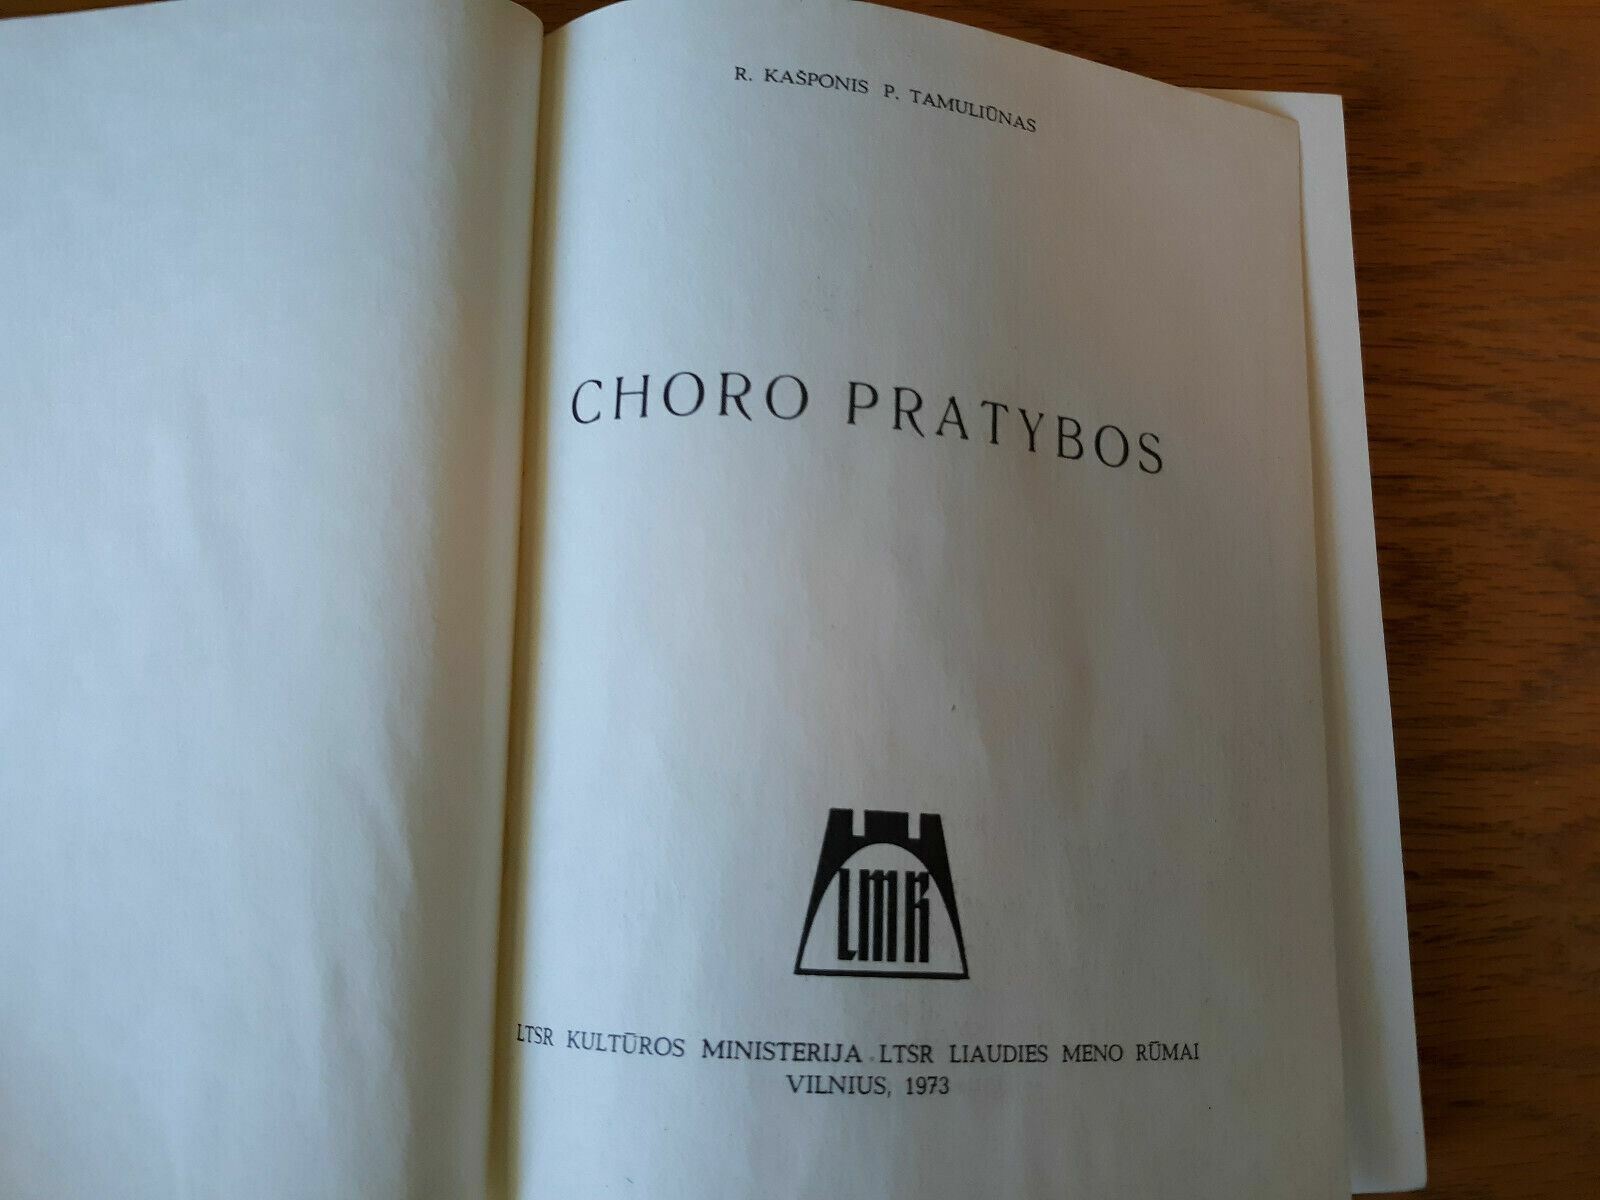 R. KAŠPONIS P. TAMULIŪNAS
CHORO PRATYBOS
LMR
LTSR KULTŪROS MINISTERIJA LTSR LIAUDIES MENO RŪMAI
VILNIUS, 1973